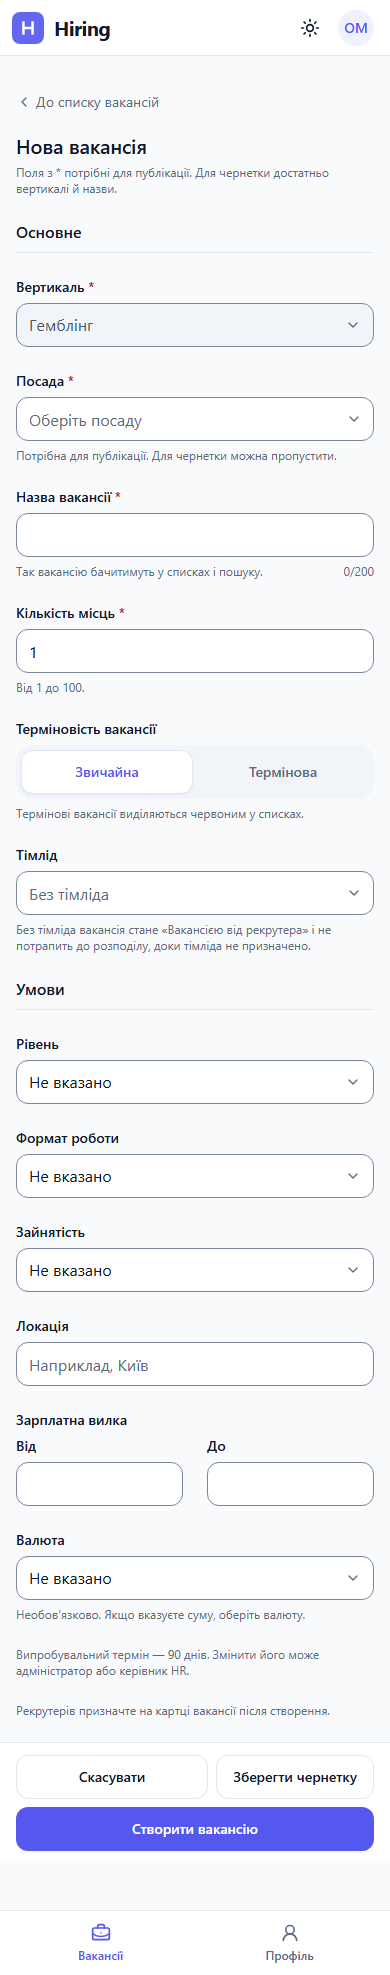 H Hiring OM
До списку вакансій
Нова вакансія
Поля з * потрібні для публікації. Для чернетки достатньо
вертикалі й назви.
Основне
Вертикаль *
Гемблінг
Посада *
Оберіть посаду
Потрібна для публікації. Для чернетки можна пропустити.
Назва вакансії *
Так вакансію бачитимуть у списках і пошуку. 0/200
Кількість місць *
1
Від 1 до 100.
Терміновість вакансії
Звичайна Термінова
Термінові вакансії виділяються червоним у списках.
Тімлід
Без тімліда
Без тімліда вакансія стане «Вакансією від рекрутера» і не
потрапить до розподілу, доки тімліда не призначено.
Умови
Рівень
Не вказано
Формат роботи
Не вказано
Зайнятість
Не вказано
Локація
Наприклад, Київ
Зарплатна вилка
Від До
Валюта
Не вказано
Необов'язково. Якщо вказуєте суму, оберіть валюту.
Випробувальний термін — 90 днів. Змінити його може
адміністратор або керівник HR.
Рекрутерів призначте на картці вакансії після створення.
Скасувати Зберегти чернетку
Створити вакансію
Вакансії Профіль